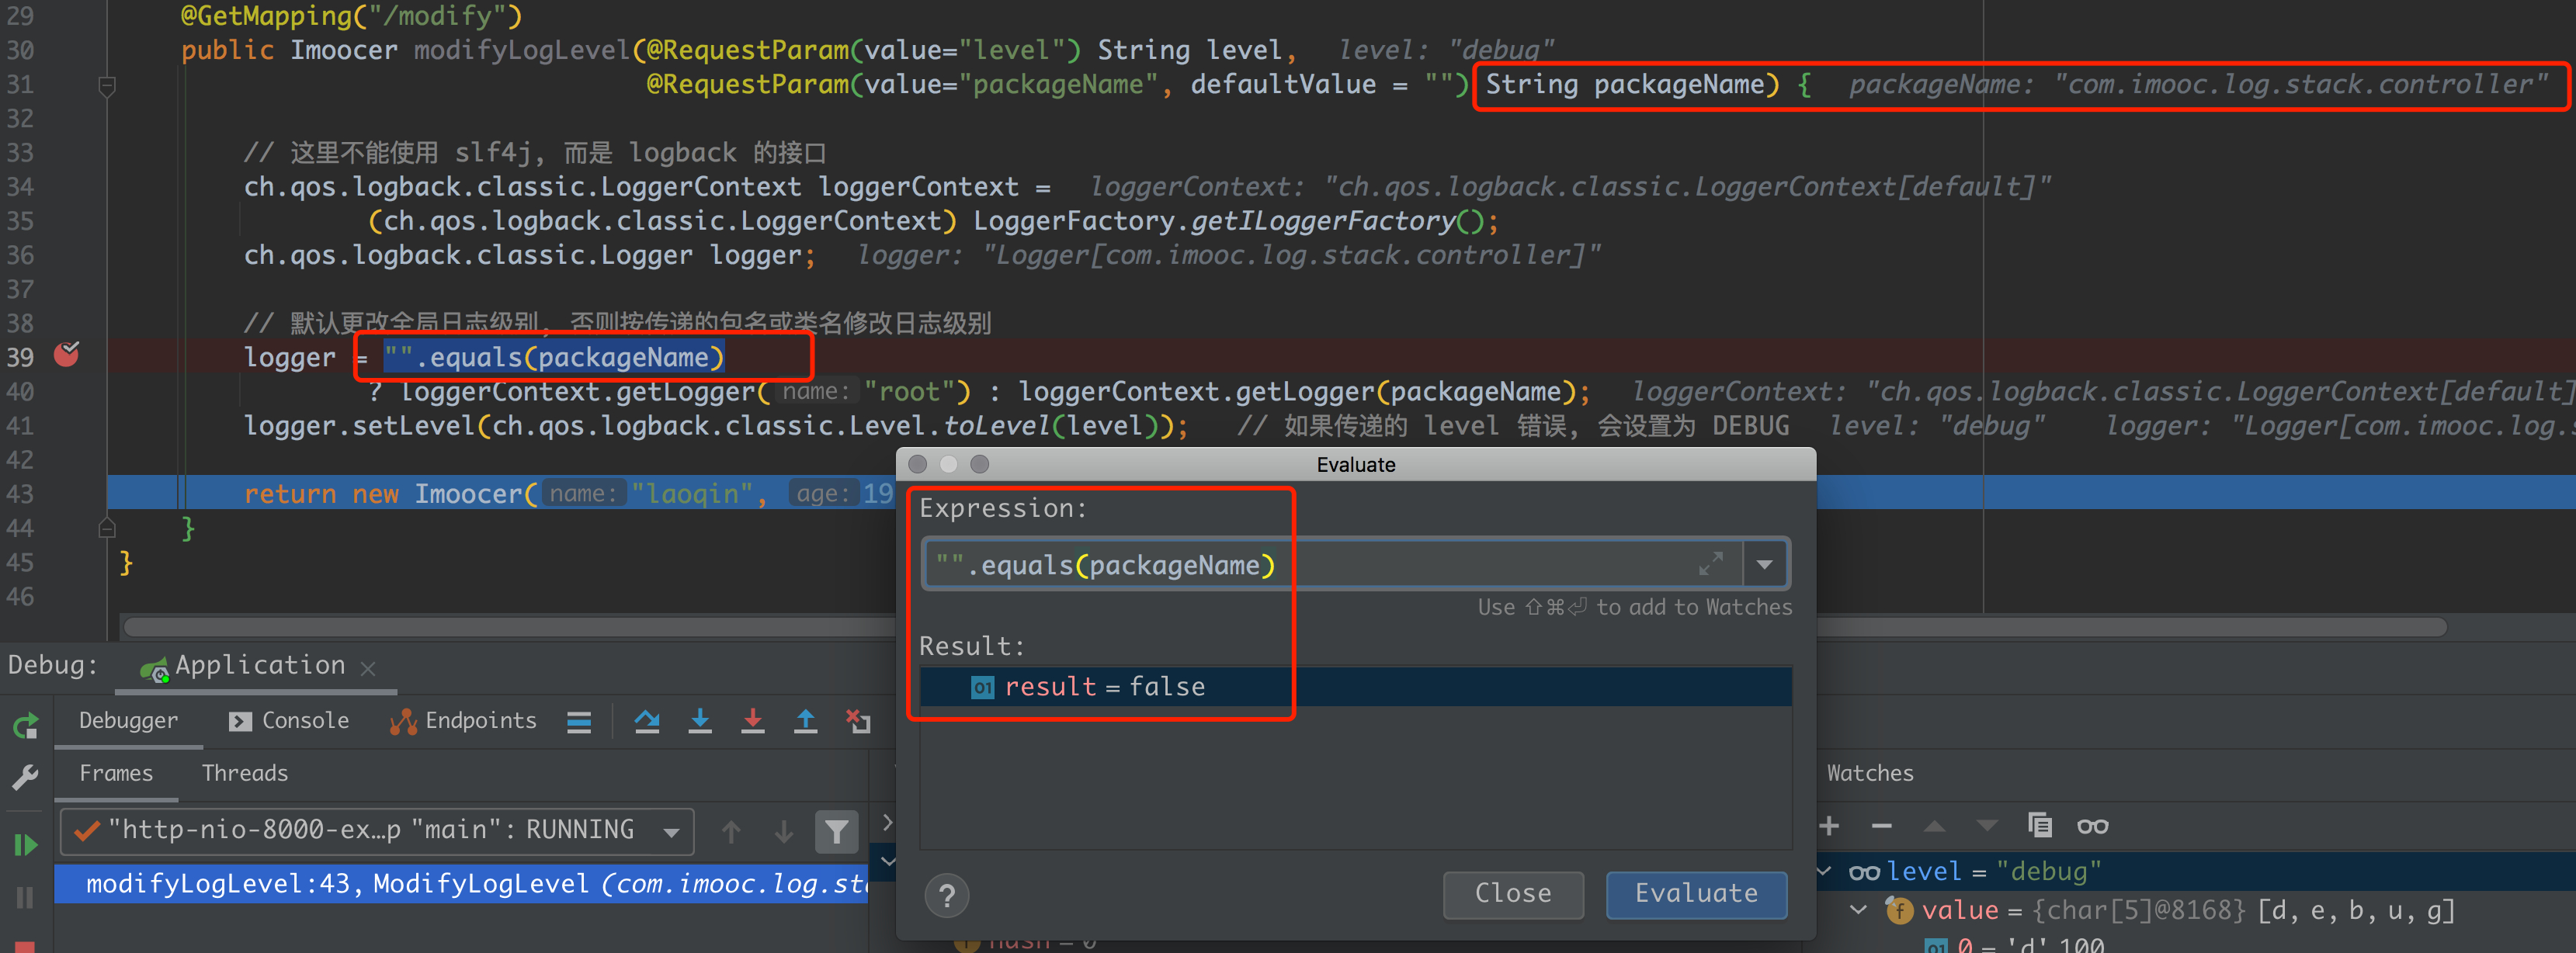 29 @GetMapping("/modify")
30 public Imoocer modifyLogLevel(@RequestParam(value="level") String level, level: "debug"
31 @RequestParam(value="packageName", defaultValue = "") String packageName) { packageName: "com.imooc.log.stack.controller"
32
33 // 这里不能使用 slf4j, 而是 logback 的接口
34 ch.qos.logback.classic.LoggerContext loggerContext = loggerContext: "ch.qos.logback.classic.LoggerContext[default]"
35 (ch.qos.logback.classic.LoggerContext) LoggerFactory.getILoggerFactory();
36 ch.qos.logback.classic.Logger logger; logger: "Logger[com.imooc.log.stack.controller]"
37
38 // 默认更改全局日志级别, 否则按传递的包名或类名修改日志级别
39 logger = "".equals(packageName)
40 ? loggerContext.getLogger( name: "root") : loggerContext.getLogger(packageName); loggerContext: "ch.qos.logback.classic.LoggerContext[default]
41 logger.setLevel(ch.qos.logback.classic.Level.toLevel(level)); // 如果传递的 level 错误, 会设置为 DEBUG level: "debug" logger: "Logger[com.imooc.log.s
42
43 return new Imoocer( name: "laoqin", age: 19
44 }
45 }
46
Evaluate
Expression:
"".equals(packageName)
Use ⇧⌘⏎ to add to Watches
Result:
01 result = false
? Close Evaluate
Debug: Application ×
Debugger Console Endpoints
Frames Threads
"http-nio-8000-ex...p "main": RUNNING
modifyLogLevel:43, ModifyLogLevel (com.imooc.log.st
hash = 0
Watches
level = "debug"
f value = {char[5]@8168} [d, e, b, u, g]
01 0 = 'd' 100